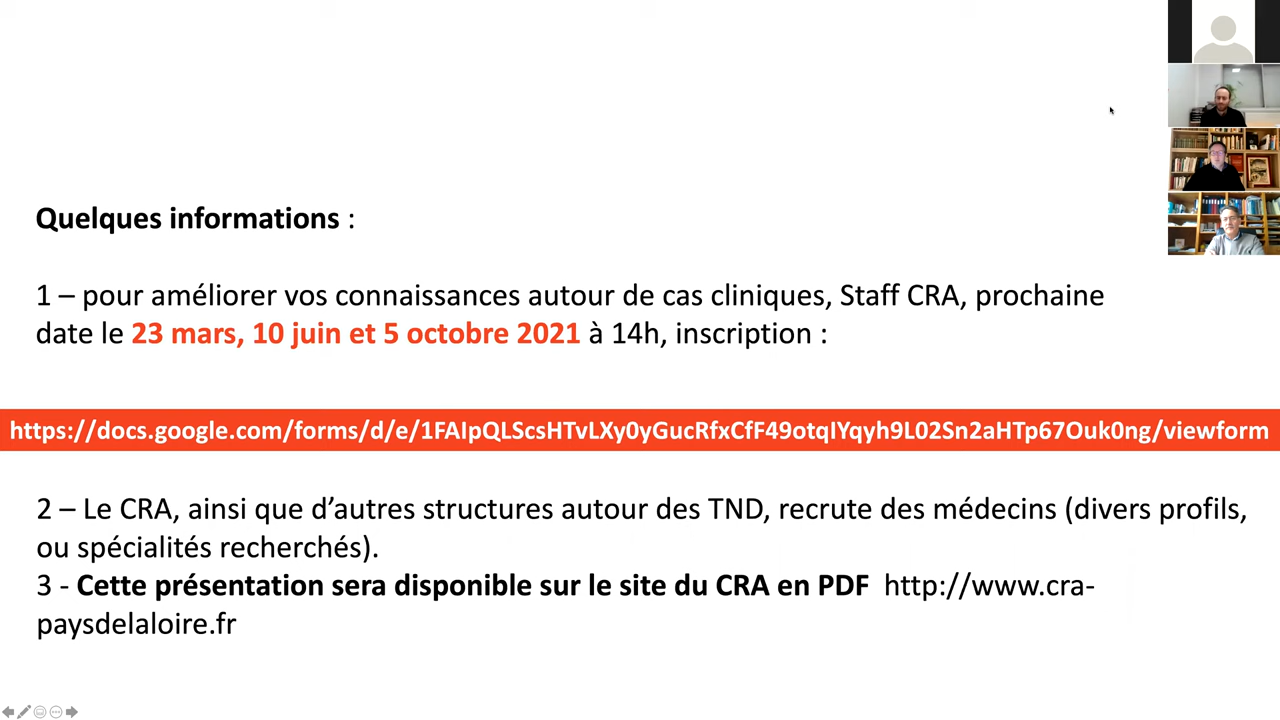 Quelques informations :
1 – pour améliorer vos connaissances autour de cas cliniques, Staff CRA, prochaine
date le 23 mars, 10 juin et 5 octobre 2021 à 14h, inscription :
https://docs.google.com/forms/d/e/1FAIpQLScsHTvLXy0yGucRfxCfF49otqIYqyh9L02Sn2aHTp67Ouk0ng/viewform
2 – Le CRA, ainsi que d’autres structures autour des TND, recrute des médecins (divers profils,
ou spécialités recherchés).
3 - Cette présentation sera disponible sur le site du CRA en PDF http://www.cra-
paysdelaloire.fr